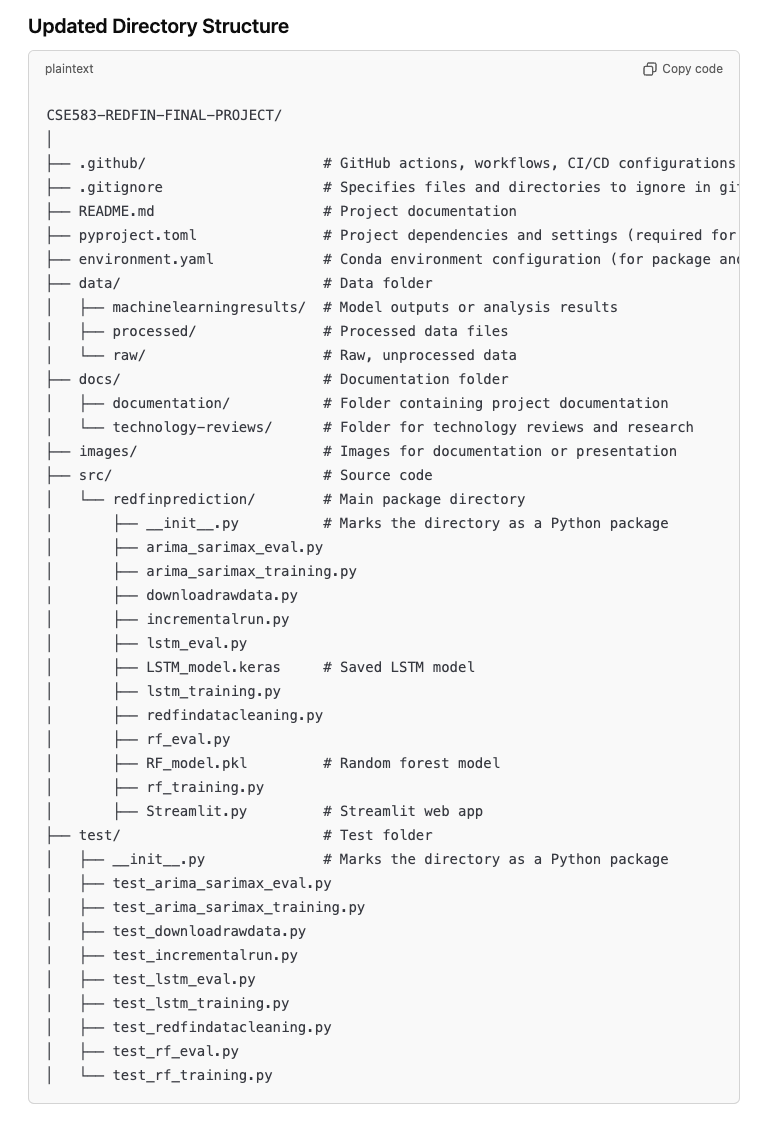 Updated Directory Structure
plaintext Copy code
CSE583-REDFIN-FINAL-PROJECT/
│
├── .github/                     # GitHub actions, workflows, CI/CD configurations
├── .gitignore                   # Specifies files and directories to ignore in gi
├── README.md                    # Project documentation
├── pyproject.toml               # Project dependencies and settings (required for
├── environment.yaml             # Conda environment configuration (for package an
├── data/                        # Data folder
│   ├── machinelearningresults/  # Model outputs or analysis results
│   ├── processed/               # Processed data files
│   └── raw/                     # Raw, unprocessed data
├── docs/                        # Documentation folder
│   ├── documentation/           # Folder containing project documentation
│   └── technology-reviews/      # Folder for technology reviews and research
├── images/                      # Images for documentation or presentation
├── src/                         # Source code
│   └── redfinprediction/        # Main package directory
│       ├── __init__.py          # Marks the directory as a Python package
│       ├── arima_sarimax_eval.py
│       ├── arima_sarimax_training.py
│       ├── downloadrawdata.py
│       ├── incrementalrun.py
│       ├── lstm_eval.py
│       ├── LSTM_model.keras     # Saved LSTM model
│       ├── lstm_training.py
│       ├── redfindatacleaning.py
│       ├── rf_eval.py
│       ├── RF_model.pkl         # Random forest model
│       ├── rf_training.py
│       ├── Streamlit.py         # Streamlit web app
├── test/                        # Test folder
│   ├── __init__.py              # Marks the directory as a Python package
│   ├── test_arima_sarimax_eval.py
│   ├── test_arima_sarimax_training.py
│   ├── test_downloadrawdata.py
│   ├── test_incrementalrun.py
│   ├── test_lstm_eval.py
│   ├── test_lstm_training.py
│   ├── test_redfindatacleaning.py
│   ├── test_rf_eval.py
│   └── test_rf_training.py